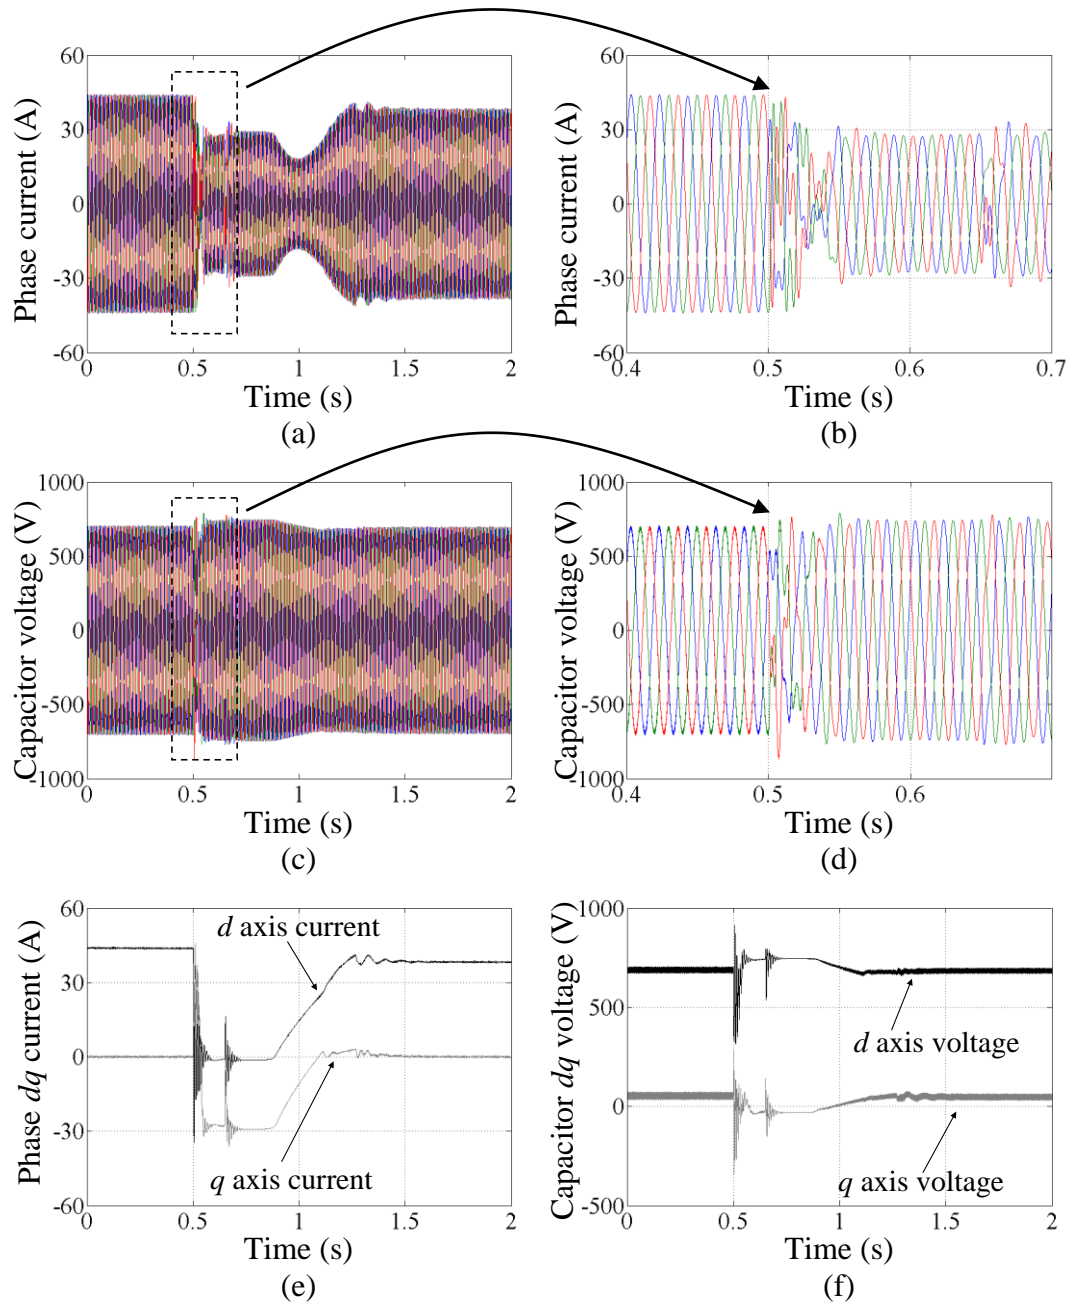 60
30
0
-30
-60
Phase current (A)
0
0.5
1
1.5
2
Time (s)
(a)
60
30
0
-30
-60
Phase current (A)
0.4
0.5
0.6
0.7
Time (s)
(b)
1000
500
0
-500
-1000
Capacitor voltage (V)
0
0.5
1
1.5
2
Time (s)
(c)
1000
500
0
-500
-1000
Capacitor voltage (V)
0.4
0.5
0.6
Time (s)
(d)
60
30
0
-30
-60
Phase dq current (A)
d axis current
q axis current
0
0.5
1
1.5
2
Time (s)
(e)
1000
500
0
-500
Capacitor dq voltage (V)
d axis voltage
q axis voltage
0
0.5
1
1.5
2
Time (s)
(f)